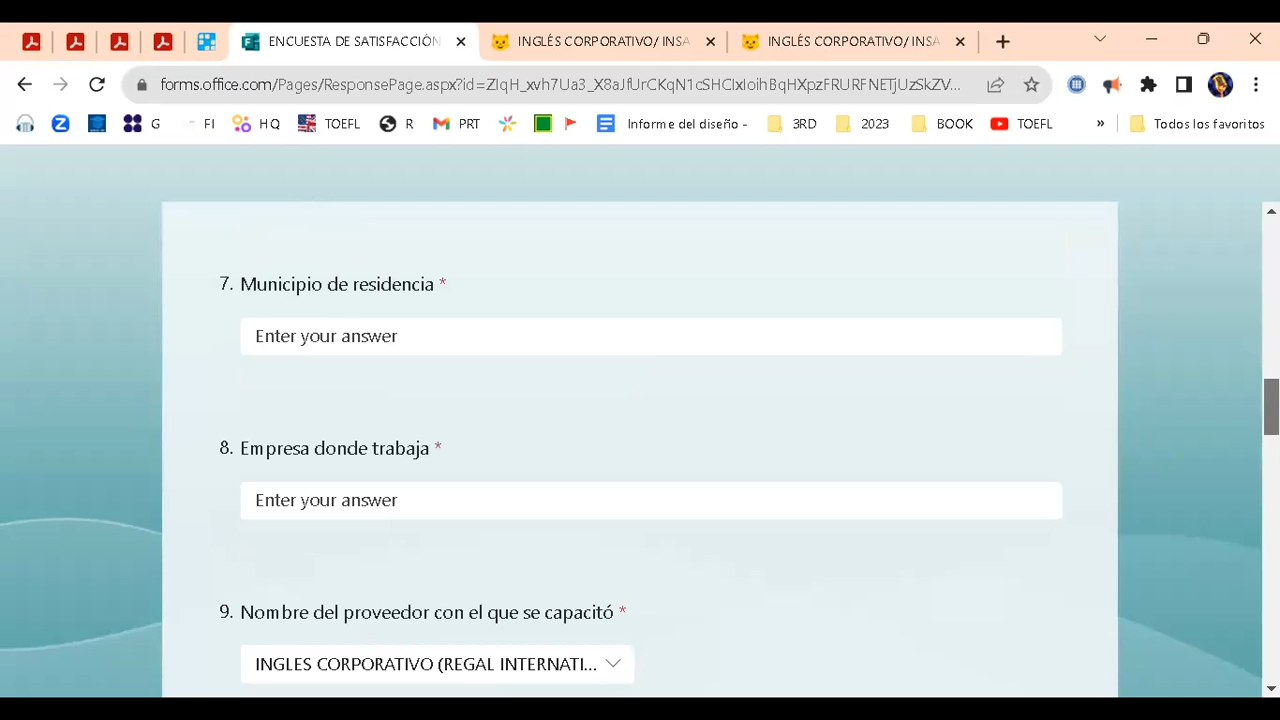 ENCUESTA DE SATISFACCIÓN
INGLÉS CORPORATIVO/ INSA
INGLÉS CORPORATIVO/ INSA
forms.office.com/Pages/ResponsePage.aspx?id=ZIqH_xvh7Ua3_X8aJfUrCKqN1cSHCIxIoihBqHXpzFRURFNETjUzSkZV...
G FI HQ TOEFL R PRT Informe del diseño - 3RD 2023 BOOK TOEFL » Todos los favoritos
7. Municipio de residencia *
Enter your answer
8. Empresa donde trabaja *
Enter your answer
9. Nombre del proveedor con el que se capacitó *
INGLES CORPORATIVO (REGAL INTERNATI...